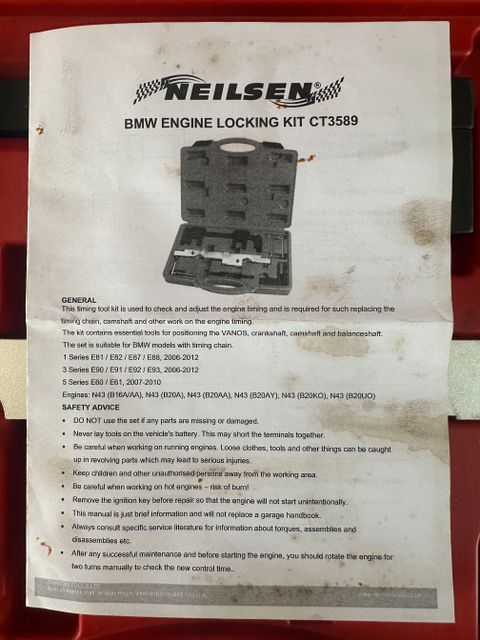 NEILSEN®
BMW ENGINE LOCKING KIT CT3589
GENERAL
This timing tool kit is used to check and adjust the engine timing and is required for such replacing the
timing chain, camshaft and other work on the engine timing.
The kit contains essential tools for positioning the VANOS, crankshaft, camshaft and balanceshaft.
The set is suitable for BMW models with timing chain.
1 Series E81 / E82 / E87 / E88, 2006-2012
3 Series E90 / E91 / E92 / E93, 2006-2012
5 Series E60 / E61, 2007-2010
Engines: N43 (B16A/AA), N43 (B20A), N43 (B20AA), N43 (B20AY), N43 (B20KO), N43 (B20UO)
SAFETY ADVICE
• DO NOT use the set if any parts are missing or damaged.
• Never lay tools on the vehicle's battery. This may short the terminals together.
• Be careful when working on running engines. Loose clothes, tools and other things can be caught
up in revolving parts which may lead to serious injuries.
• Keep children and other unauthorised persons away from the working area.
• Be careful when working on hot engines – risk of burn!
• Remove the ignition key before repair so that the engine will not start unintentionally.
• This manual is just brief information and will not replace a garage handbook.
• Always consult specific service literature for information about torques, assemblies and
disassemblies etc.
• After any successful maintenance and before starting the engine, you should rotate the engine for
two turns manually to check the new control time..